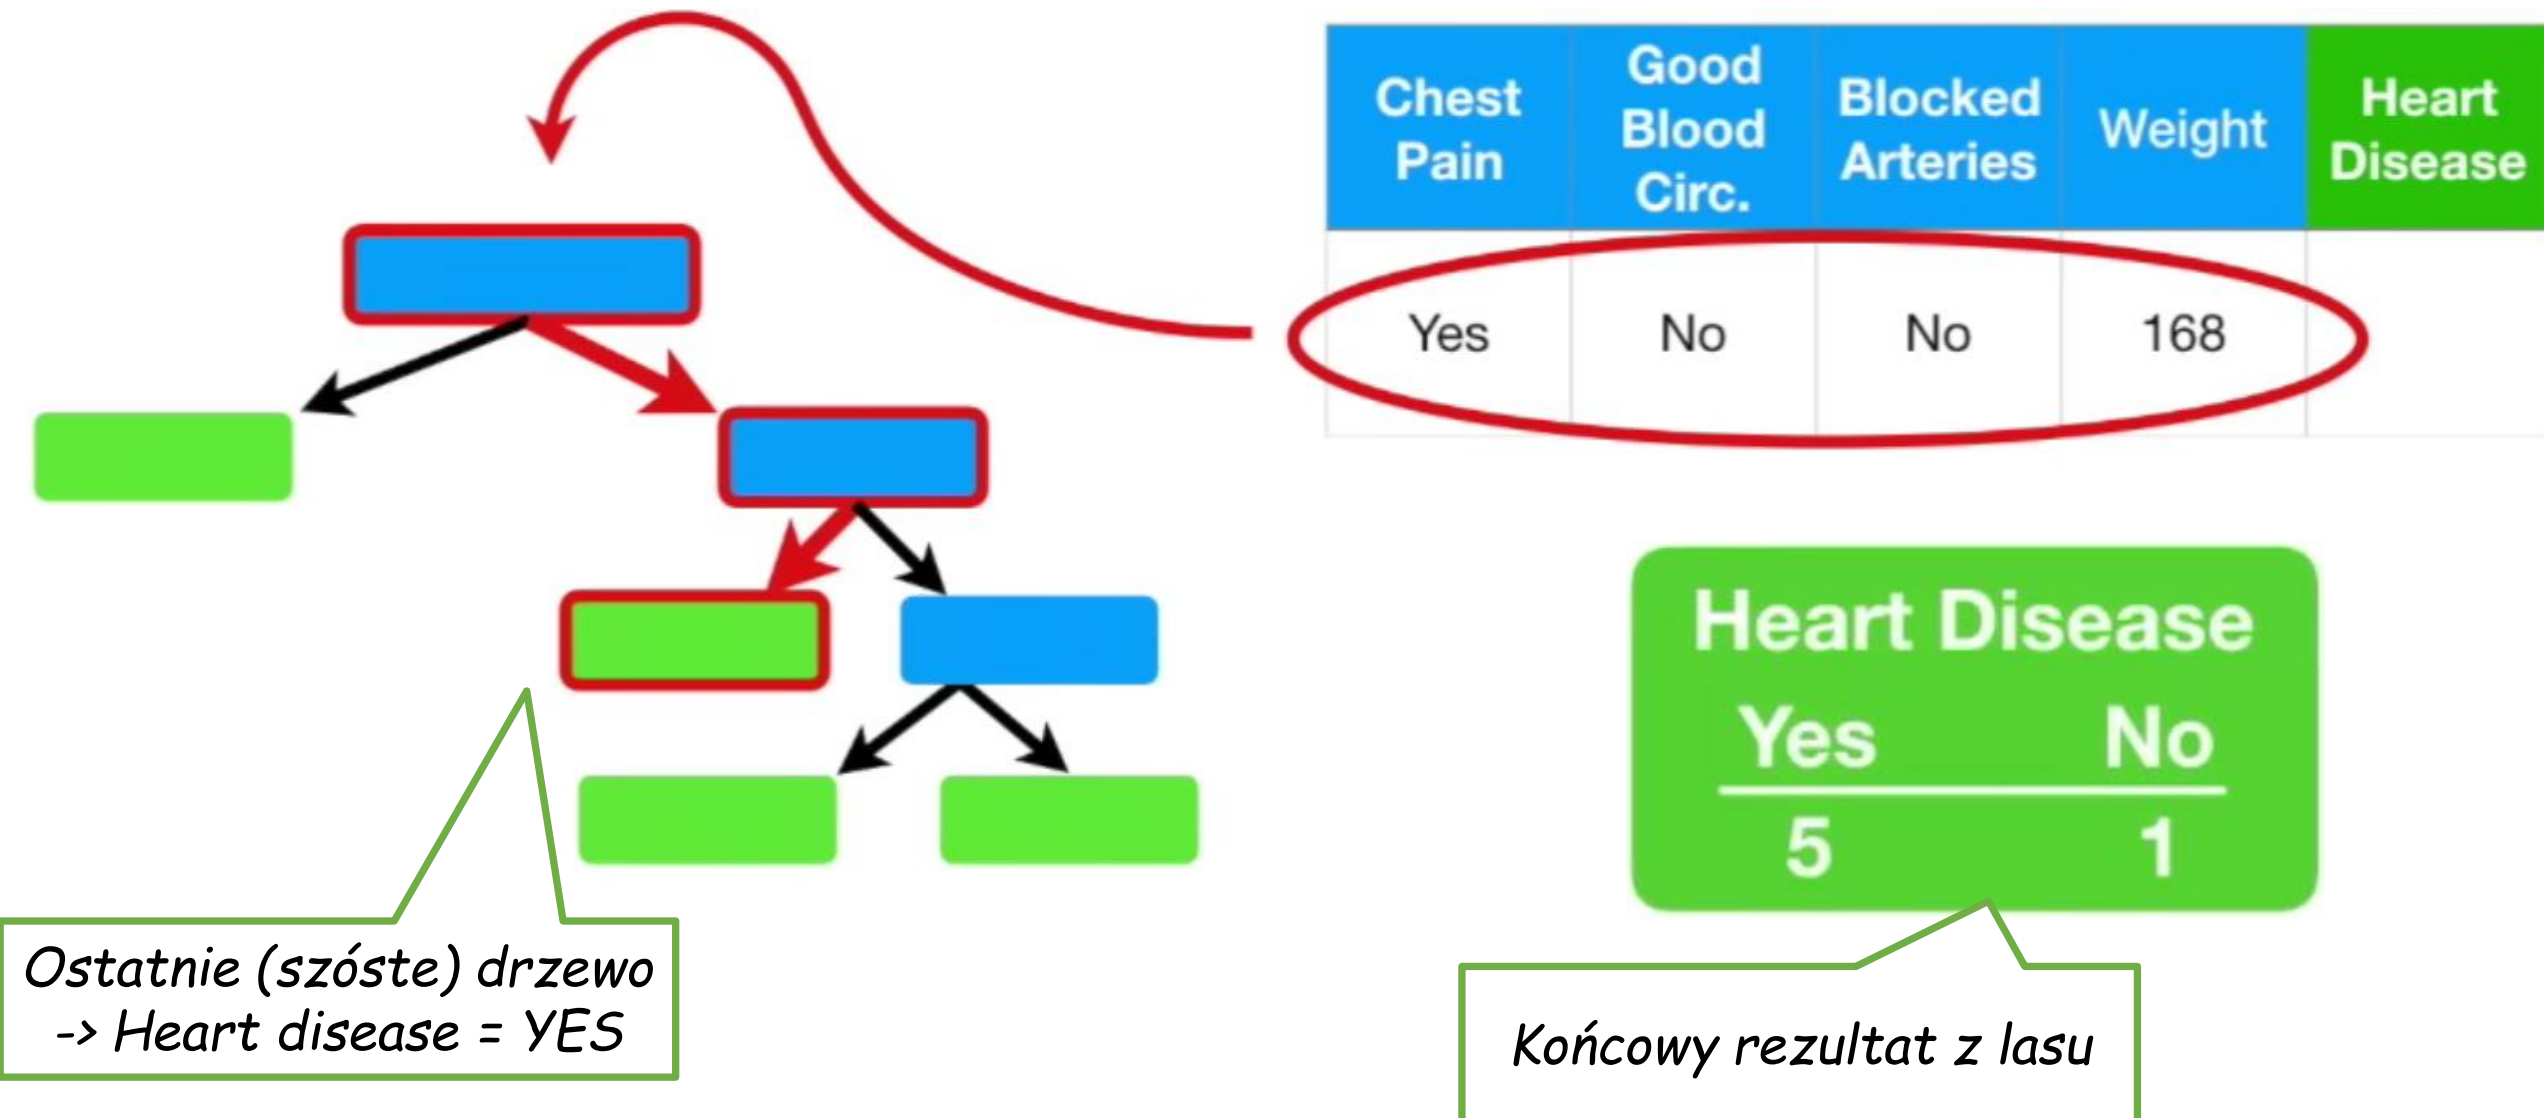 Chest
Pain
Good
Blood
Circ.
Blocked
Arteries
Weight
Heart
Disease
Yes
No
No
168
Heart Disease
Yes No
5 1
Ostatnie (szóste) drzewo
-> Heart disease = YES
Końcowy rezultat z lasu